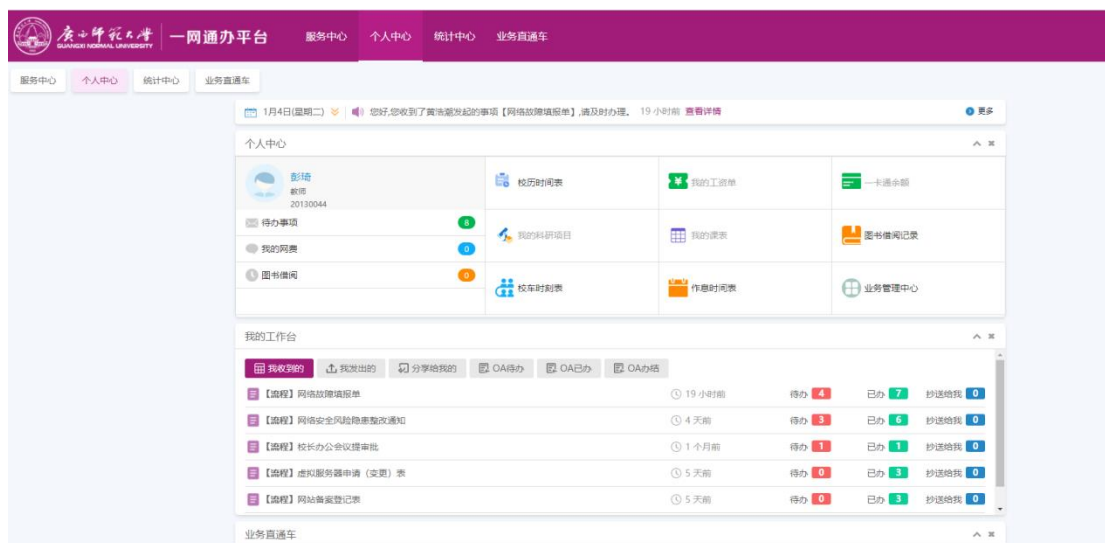 广西师范大学 一网通办平台 服务中心 个人中心 统计中心 业务直通车
GUANGXI NORMAL UNIVERSITY
服务中心 个人中心 统计中心 业务直通车
1月4日(星期二) 您好,您收到了黄浩潮发起的事项【网络故障填报单】,请及时办理。 19 小时前 查看详情 更多
个人中心
彭琦
教师
20130044
待办事项 8
我的网费 0
图书借阅 0
校历时间表 我的工资单 一卡通余额
我的科研项目 我的课表 图书借阅记录
校车时刻表 作息时间表 业务管理中心
我的工作台
我收到的 我发出的 分享给我的 OA待办 OA已办 OA办结
【流程】网络故障填报单 19 小时前 待办 4 已办 7 抄送给我 0
【流程】网络安全风险隐患整改通知 4 天前 待办 3 已办 6 抄送给我 0
【流程】校长办公会议提审批 1 个月前 待办 1 已办 1 抄送给我 0
【流程】虚拟服务器申请（变更）表 5 天前 待办 0 已办 3 抄送给我 0
【流程】网站备案登记表 5 天前 待办 0 已办 3 抄送给我 0
业务直通车